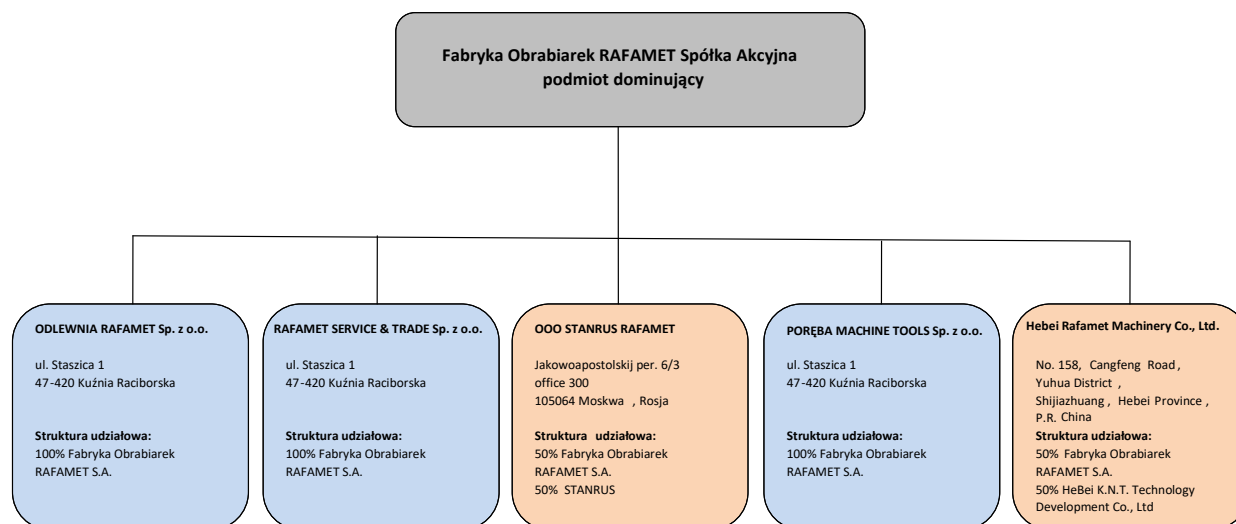 Fabryka Obrabiarek RAFAMET Spółka Akcyjna
podmiot dominujący
ODLEWNIA RAFAMET Sp. z o.o.
ul. Staszica 1
47-420 Kuźnia Raciborska
Struktura udziałowa:
100% Fabryka Obrabiarek
RAFAMET S.A.
RAFAMET SERVICE & TRADE Sp. z o.o.
ul. Staszica 1
47-420 Kuźnia Raciborska
Struktura udziałowa:
100% Fabryka Obrabiarek
RAFAMET S.A.
OOO STANRUS RAFAMET
Jakowoapostolskij per. 6/3
office 300
105064 Moskwa , Rosja
Struktura udziałowa:
50% Fabryka Obrabiarek
RAFAMET S.A.
50% STANRUS
PORĘBA MACHINE TOOLS Sp. z o.o.
ul. Staszica 1
47-420 Kuźnia Raciborska
Struktura udziałowa:
100% Fabryka Obrabiarek
RAFAMET S.A.
Hebei Rafamet Machinery Co., Ltd.
No. 158, Cangfeng Road ,
Yuhua District ,
Shijiazhuang , Hebei Province ,
P.R. China
Struktura udziałowa:
50% Fabryka Obrabiarek
RAFAMET S.A.
50% HeBei K.N.T. Technology
Development Co., Ltd